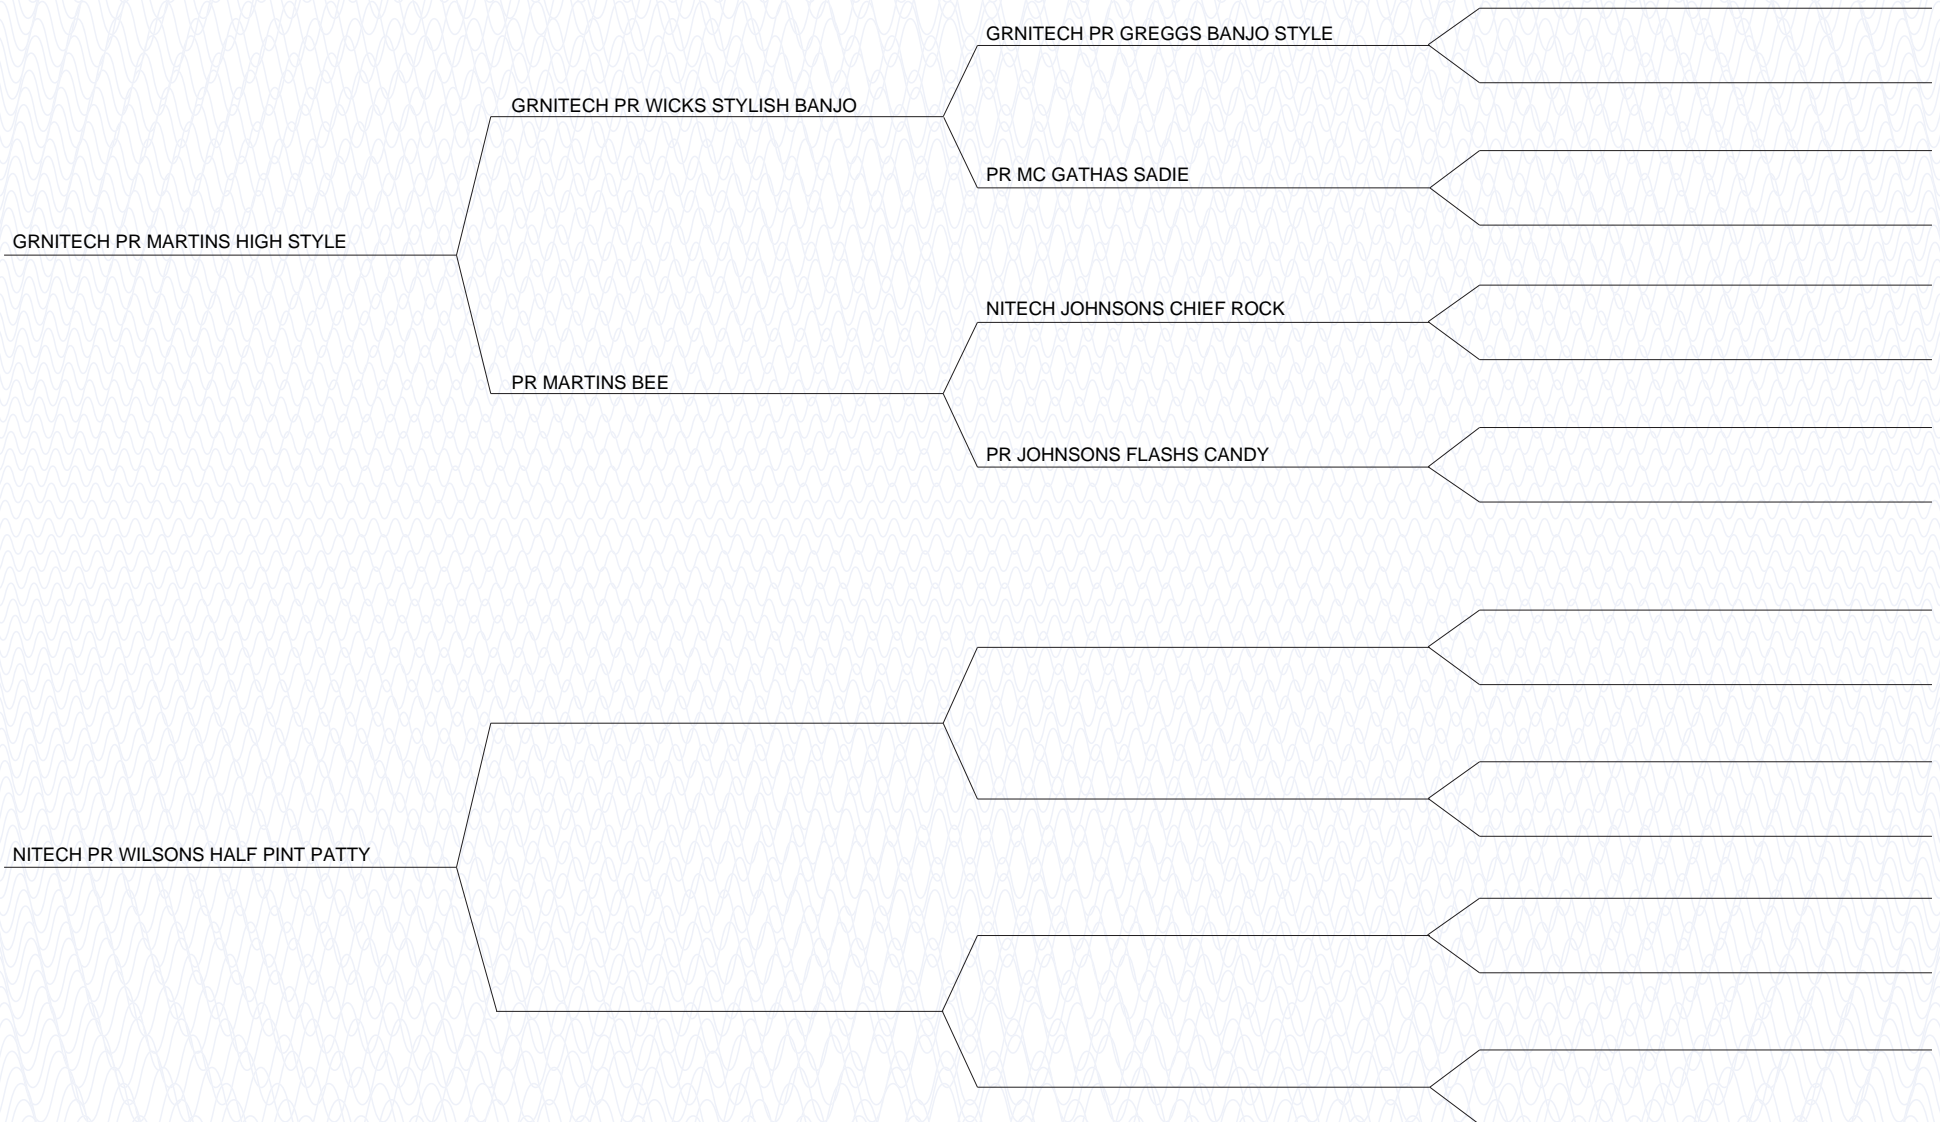 GRNITECH PR GREGGS BANJO STYLE
GRNITECH PR WICKS STYLISH BANJO
PR MC GATHAS SADIE
GRNITECH PR MARTINS HIGH STYLE
NITECH JOHNSONS CHIEF ROCK
PR MARTINS BEE
PR JOHNSONS FLASHS CANDY
NITECH PR WILSONS HALF PINT PATTY